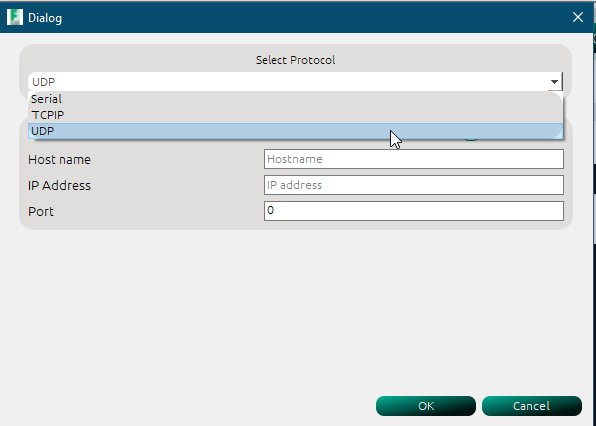 Dialog
Select Protocol
UDP
Serial
TCPIP
UDP
Host name
Hostname
IP Address
IP address
Port
0
OK
Cancel